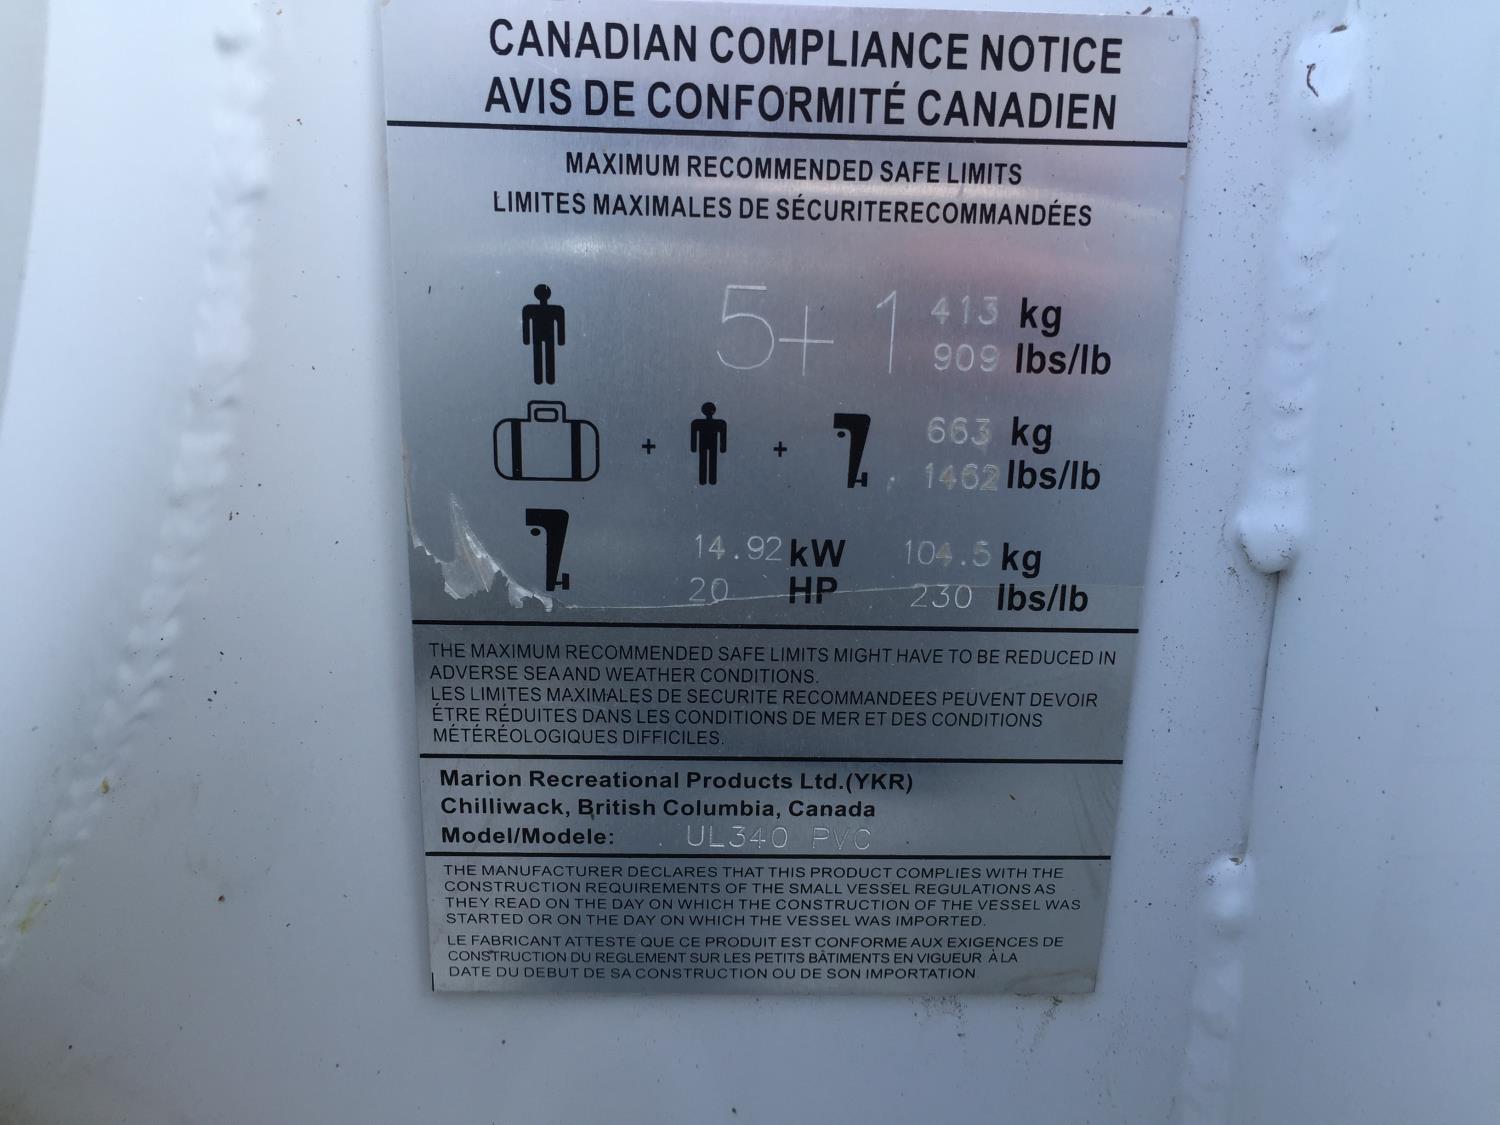 CANADIAN COMPLIANCE NOTICE
AVIS DE CONFORMITÉ CANADIEN
MAXIMUM RECOMMENDED SAFE LIMITS
LIMITES MAXIMALES DE SÉCURITERECOMMANDÉES
5+1 413 kg
909 lbs/lb
+ + 663 kg
1462 lbs/lb
14.92 kW 104.5 kg
20 HP 230 lbs/lb
THE MAXIMUM RECOMMENDED SAFE LIMITS MIGHT HAVE TO BE REDUCED IN
ADVERSE SEA AND WEATHER CONDITIONS.
LES LIMITES MAXIMALES DE SECURITE RECOMMANDEES PEUVENT DEVOIR
ÉTRE RÉDUITES DANS LES CONDITIONS DE MER ET DES CONDITIONS
MÉTÉRÉOLOGIQUES DIFFICILES.
Marion Recreational Products Ltd.(YKR)
Chilliwack, British Columbia, Canada
Model/Modele: UL340 PVC
THE MANUFACTURER DECLARES THAT THIS PRODUCT COMPLIES WITH THE
CONSTRUCTION REQUIREMENTS OF THE SMALL VESSEL REGULATIONS AS
THEY READ ON THE DAY ON WHICH THE CONSTRUCTION OF THE VESSEL WAS
STARTED OR ON THE DAY ON WHICH THE VESSEL WAS IMPORTED.
LE FABRICANT ATTESTE QUE CE PRODUIT EST CONFORME AUX EXIGENCES DE
CONSTRUCTION DU REGLEMENT SUR LES PETITS BÂTIMENTS EN VIGUEUR À LA
DATE DU DEBUT DE SA CONSTRUCTION OU DE SON IMPORTATION